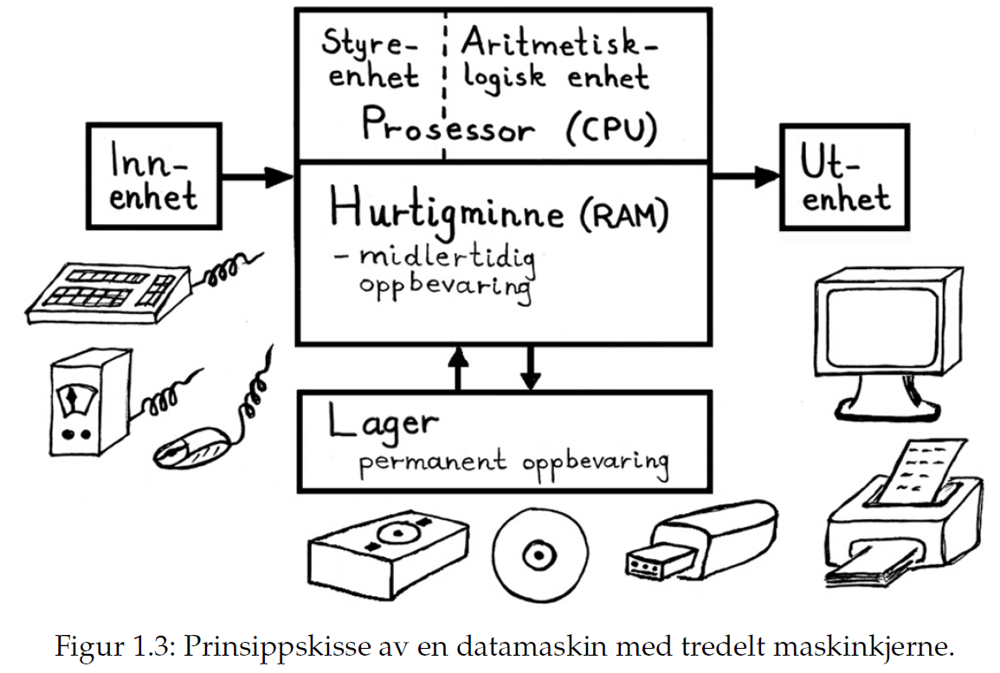 Styre-
enhet
Aritmetisk-
logisk enhet
Prosessor (CPU)
Inn-
enhet
Hurtigminne (RAM)
- midlertidig
oppbevaring
Ut-
enhet
Lager
permanent oppbevaring
Figur 1.3: Prinsippskisse av en datamaskin med tredelt maskinkjerne.